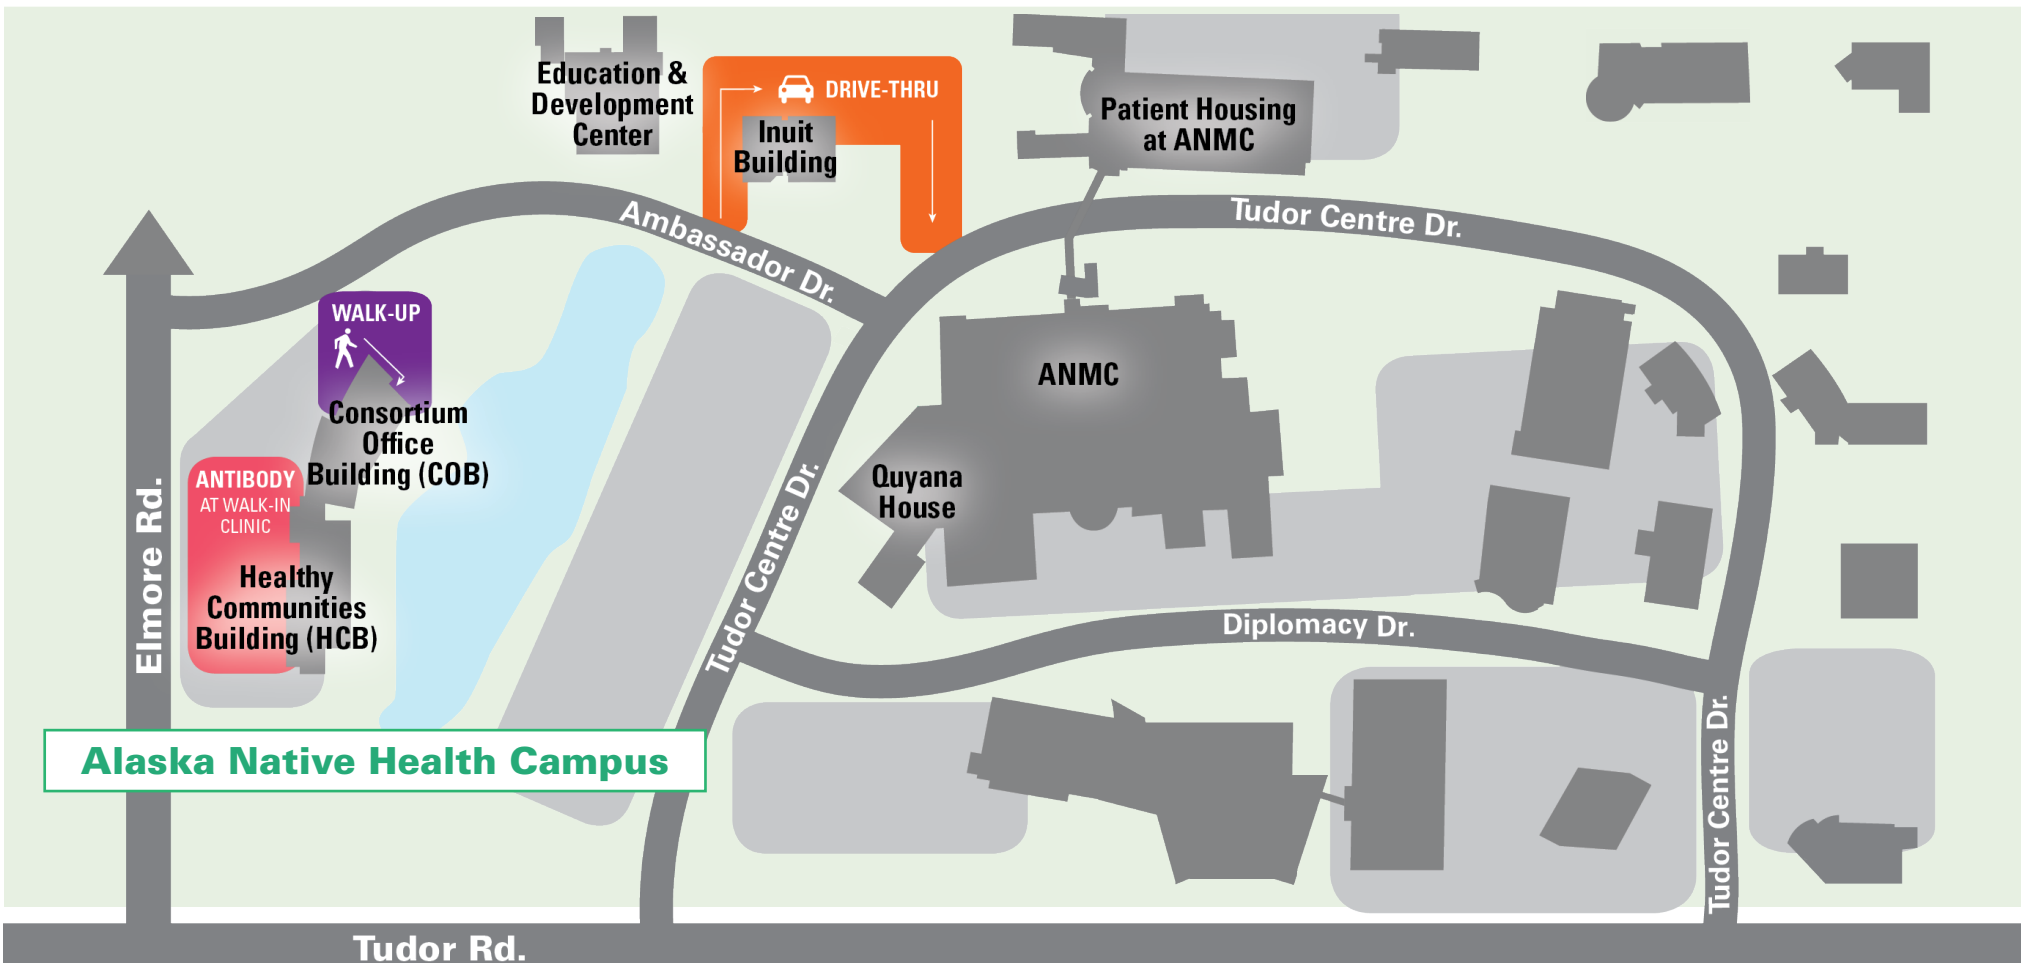 Education &
Development
Center
DRIVE-THRU
Inuit
Building
Patient Housing
at ANMC
Ambassador Dr.
Tudor Centre Dr.
WALK-UP
ANMC
Consortium
Office
Building (COB)
ANTIBODY
AT WALK-IN
CLINIC
Quyana
House
Elmore Rd.
Tudor Centre Dr.
Healthy
Communities
Building (HCB)
Diplomacy Dr.
Alaska Native Health Campus
Tudor Centre Dr.
Tudor Rd.